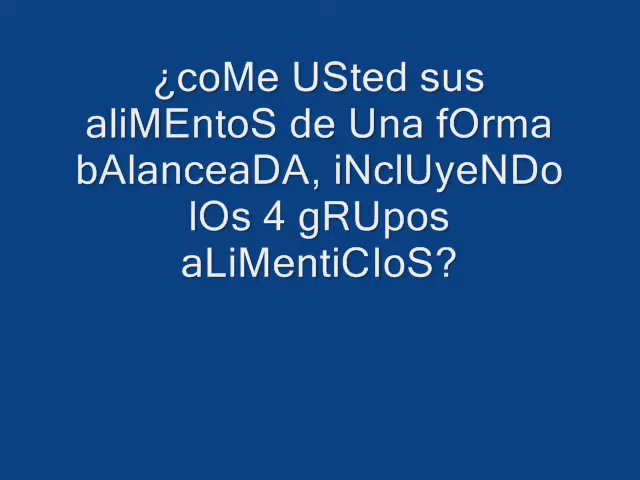 ¿coMe USted sus
aliMEntoS de Una fOrma
bAlanceaDA, iNclUyeNDo
lOs 4 gRUpos
aLiMentiCIoS?